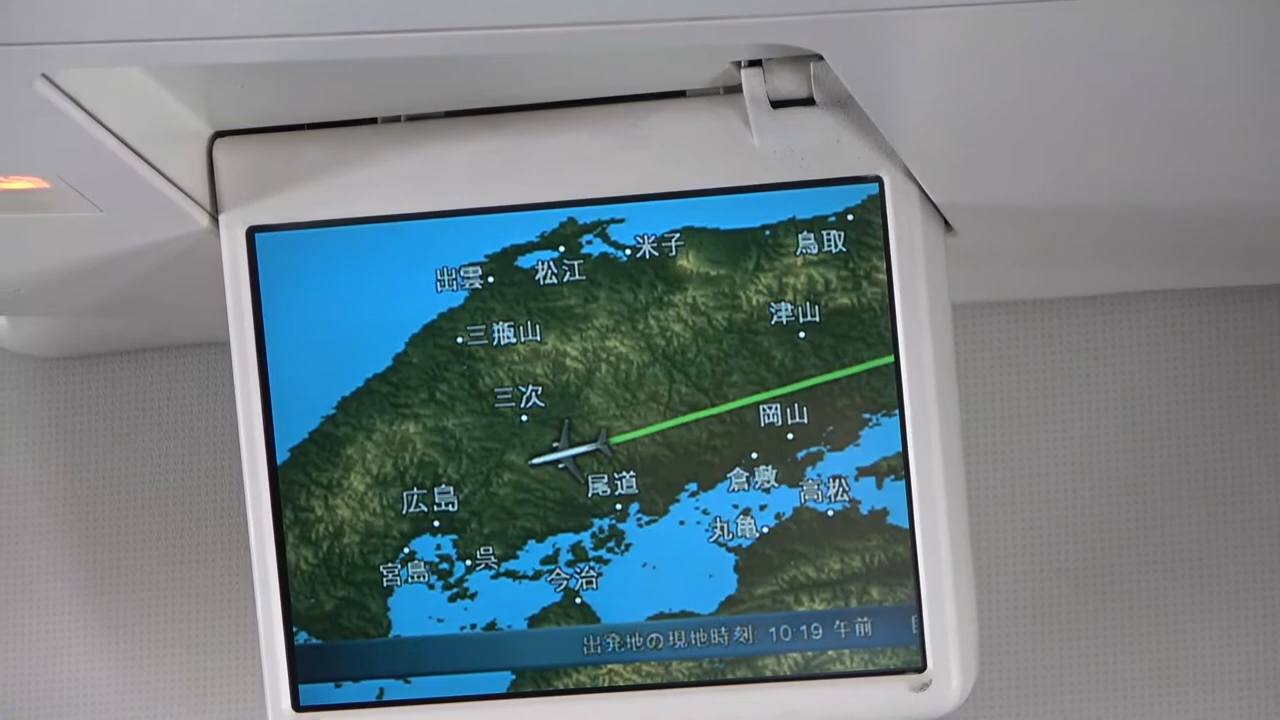 米子
鳥取
出雲
松江
津山
三瓶山
三次
岡山
尾道
倉敷
高松
広島
丸亀
呉
宮島
今治
出発地の現地時刻: 10:19 午前